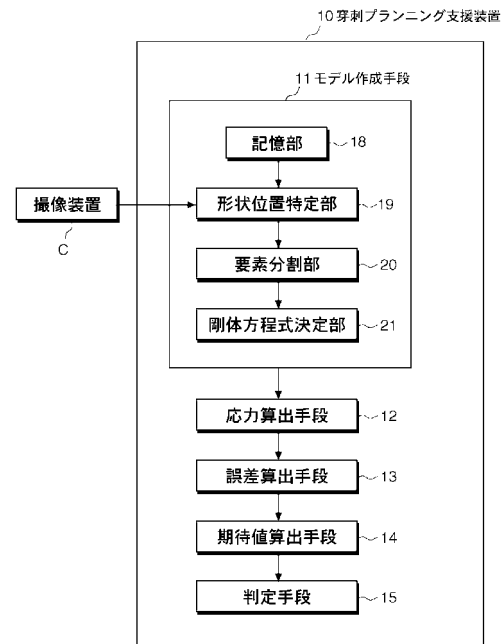 10 穿刺プランニング支援装置
11 モデル作成手段
記憶部 18
撮像装置
C
形状位置特定部 19
要素分割部 20
剛体方程式決定部 21
応力算出手段 12
誤差算出手段 13
期待値算出手段 14
判定手段 15